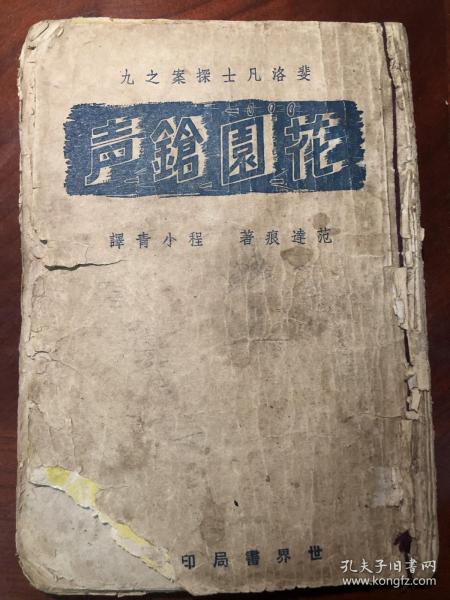 斐洛凡士探案之九
花園鎗声
范達痕著 程小青譯
世界書局印
孔夫子旧书网
www.kongfz.com